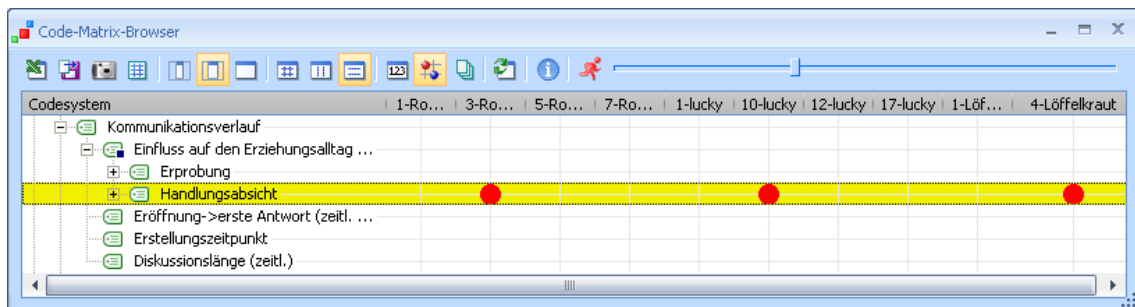 Code-Matrix-Browser
123
Codesystem 1-Ro... 3-Ro... 5-Ro... 7-Ro... 1-lucky 10-lucky 12-lucky 17-lucky 1-Löf... 4-Löffelkraut
Kommunikationsverlauf
Einfluss auf den Erziehungsalltag ...
Erprobung
Handlungsabsicht
Eröffnung->erste Antwort (zeitl. ...
Erstellungszeitpunkt
Diskussionslänge (zeitl.)